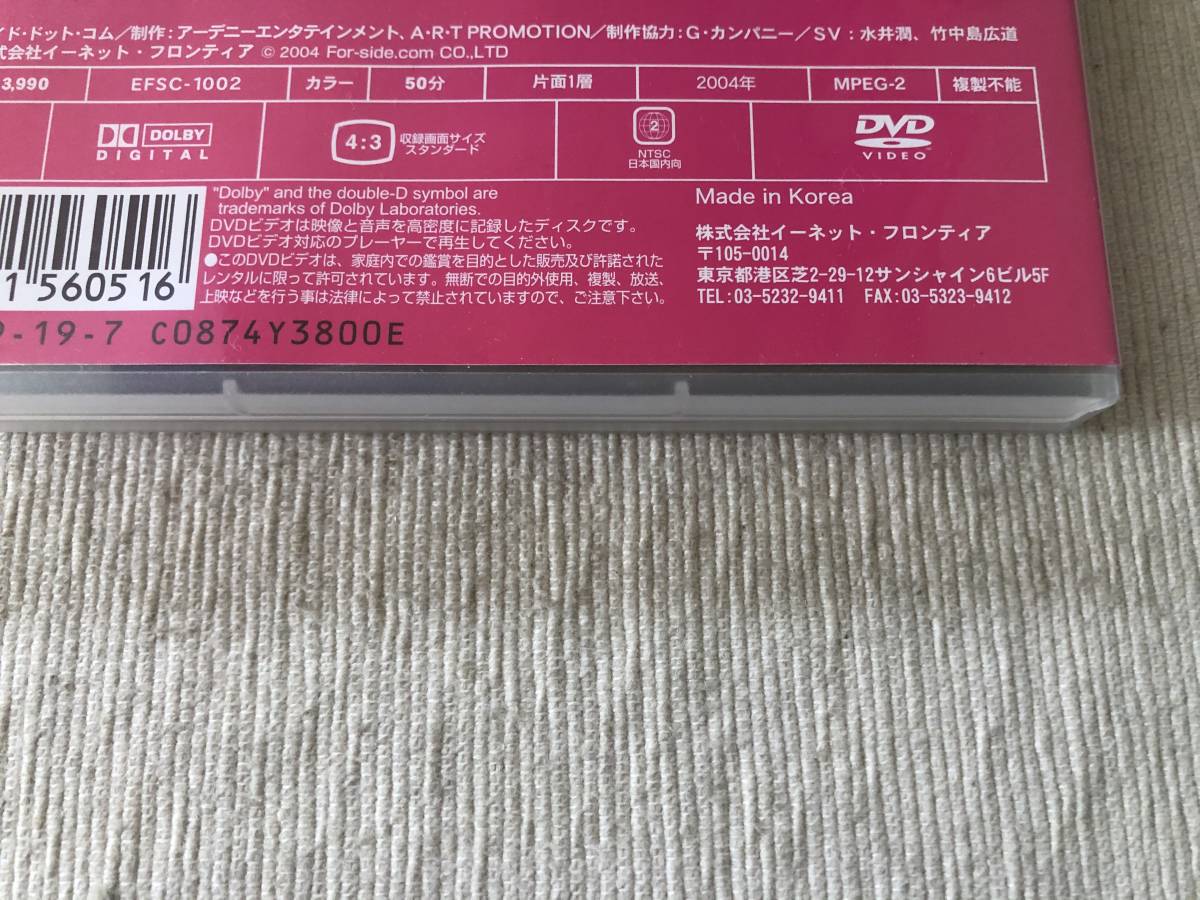 イド・ドット・コム／制作：アーデニーエンタテインメント、A・R・T PROMOTION／制作協力：G・カンパニー／SV：水井潤、竹中島広道
式会社イーネット・フロンティア © 2004 For-side.com CO.,LTD
3,990 EFSC-1002 カラー 50分 片面1層 2004年 MPEG-2 複製不能
DOLBY
DIGITAL
4:3 収録画面サイズ
スタンダード
2
NTSC
日本国内向
DVD
VIDEO
"Dolby" and the double-D symbol are
trademarks of Dolby Laboratories.
DVDビデオは映像と音声を高密度に記録したディスクです。
DVDビデオ対応のプレーヤーで再生してください。
●このDVDビデオは、家庭内での鑑賞を目的とした販売及び許諾された
レンタルに限って許可されています。無断での目的外使用、複製、放送、
上映などを行う事は法律によって禁止されていますので、ご注意下さい。
1 560516
9-19-7 C0874Y3800E
Made in Korea
株式会社イーネット・フロンティア
〒105-0014
東京都港区芝2-29-12サンシャイン6ビル5F
TEL:03-5232-9411 FAX:03-5323-9412